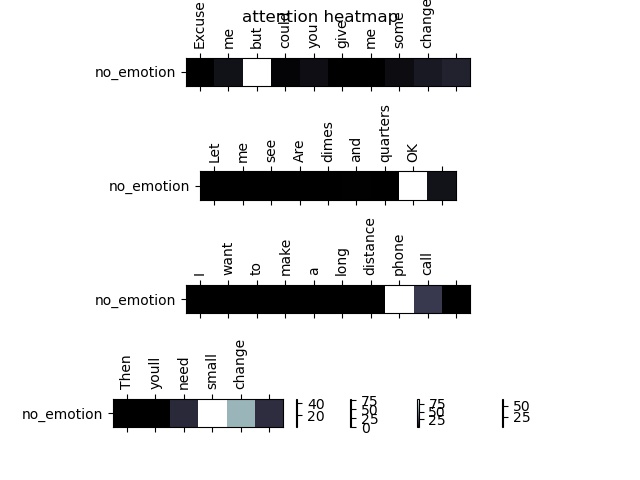 attention heatmap
Excuse me but could you give me some change
no_emotion
Let me see Are dimes and quarters OK
no_emotion
I want to make a long distance phone call
no_emotion
Then youll need small change
no_emotion
40
20
75
50
25
0
75
50
25
50
25